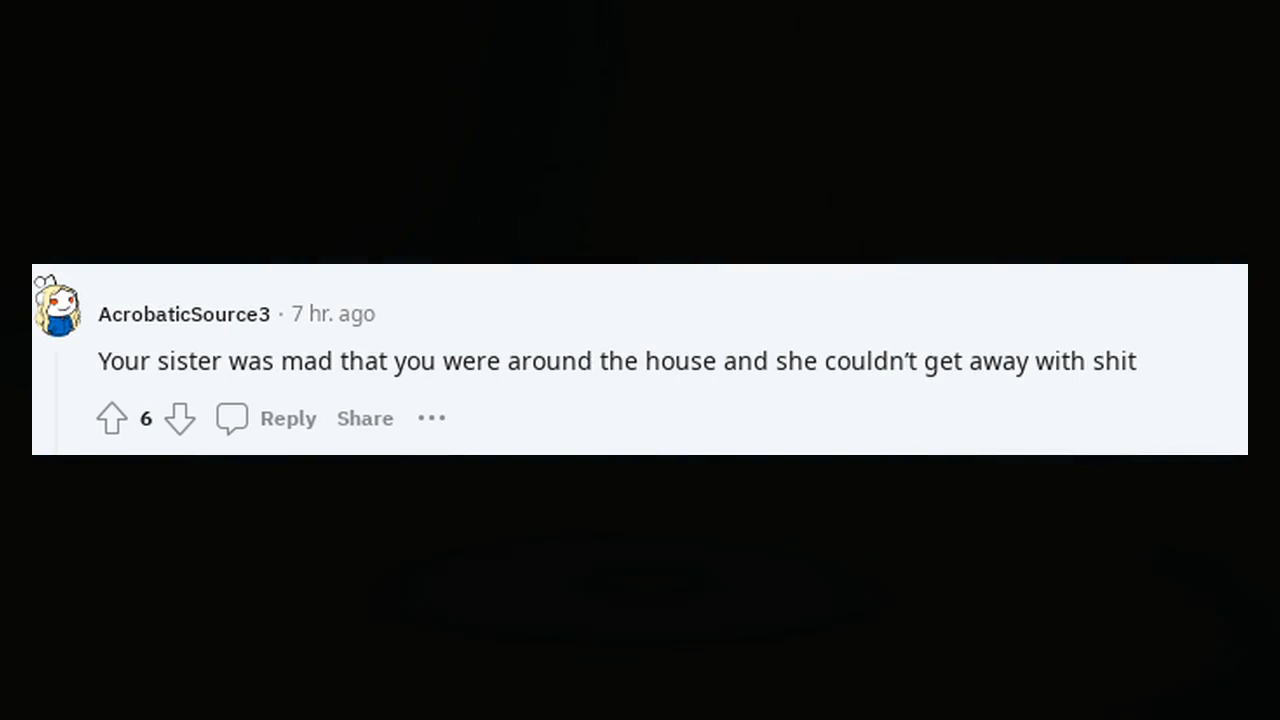 AcrobaticSource3 · 7 hr. ago
Your sister was mad that you were around the house and she couldn’t get away with shit
6 Reply Share ···